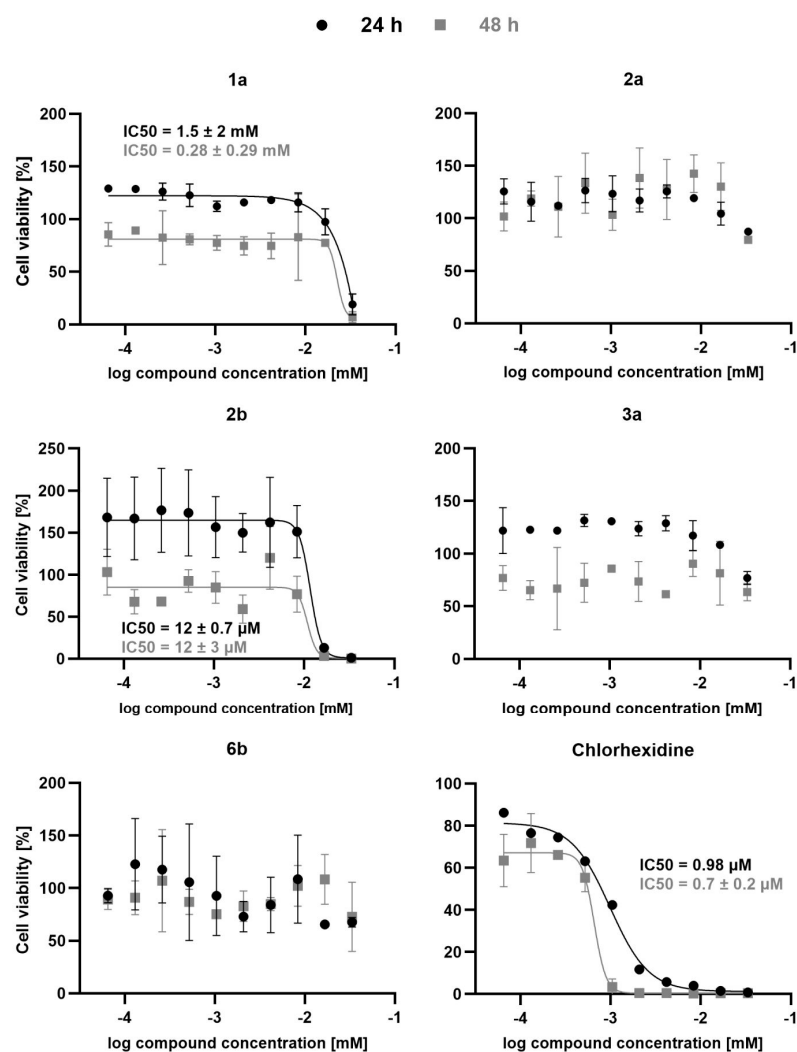 24 h 48 h
1a
200
150
100
50
0
Cell viability [%]
IC50 = 1.5 ± 2 mM
IC50 = 0.28 ± 0.29 mM
-4 -3 -2 -1
log compound concentration [mM]
2a
200
150
100
50
0
-4 -3 -2 -1
log compound concentration [mM]
2b
250
200
150
100
50
0
Cell viability [%]
IC50 = 12 ± 0.7 µM
IC50 = 12 ± 3 µM
-4 -3 -2 -1
log compound concentration [mM]
3a
200
150
100
50
0
-4 -3 -2 -1
log compound concentration [mM]
6b
200
150
100
50
0
Cell viability [%]
-4 -3 -2 -1
log compound concentration [mM]
Chlorhexidine
100
80
60
40
20
0
IC50 = 0.98 µM
IC50 = 0.7 ± 0.2 µM
-4 -3 -2 -1
log compound concentration [mM]